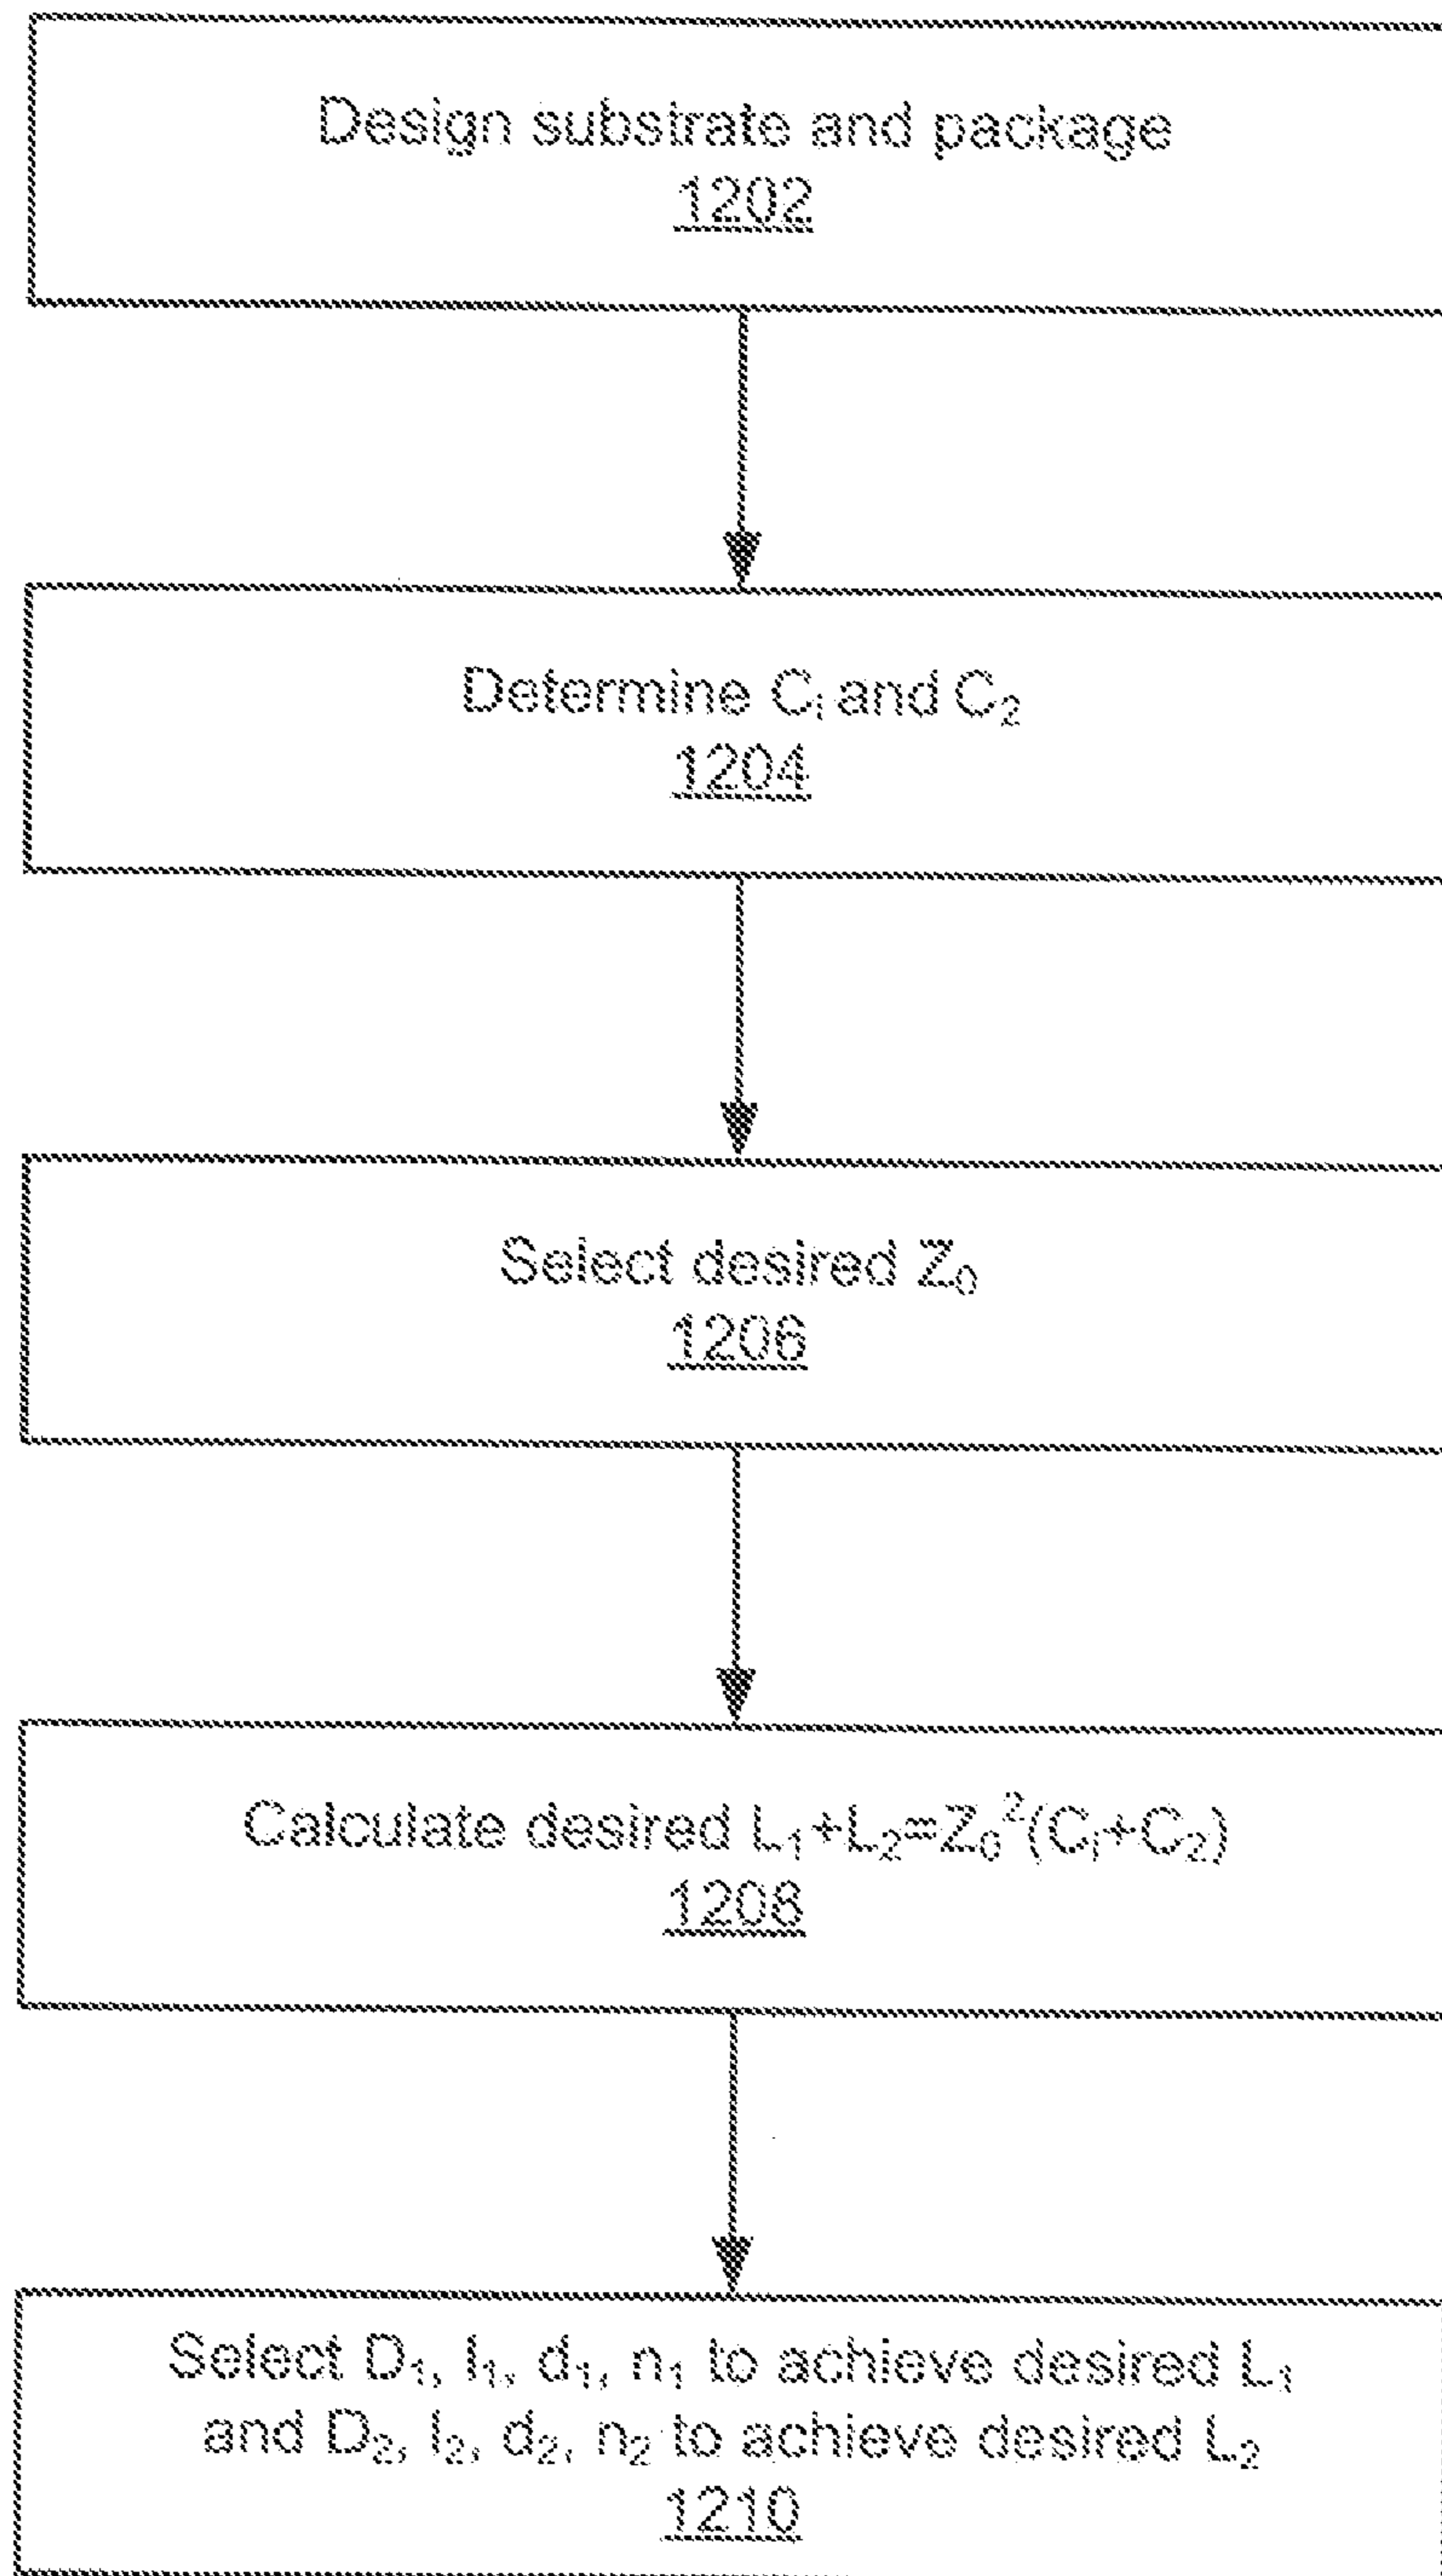 Design substrate and package
1202
Determine Cᵢ and C₂
1204
Select desired Z₀
1206
Calculate desired L₁+L₂=Z₀²(Cᵢ+C₂)
1208
Select D₁, l₁, d₁, n₁ to achieve desired L₁
and D₂, l₂, d₂, n₂ to achieve desired L₂
1210